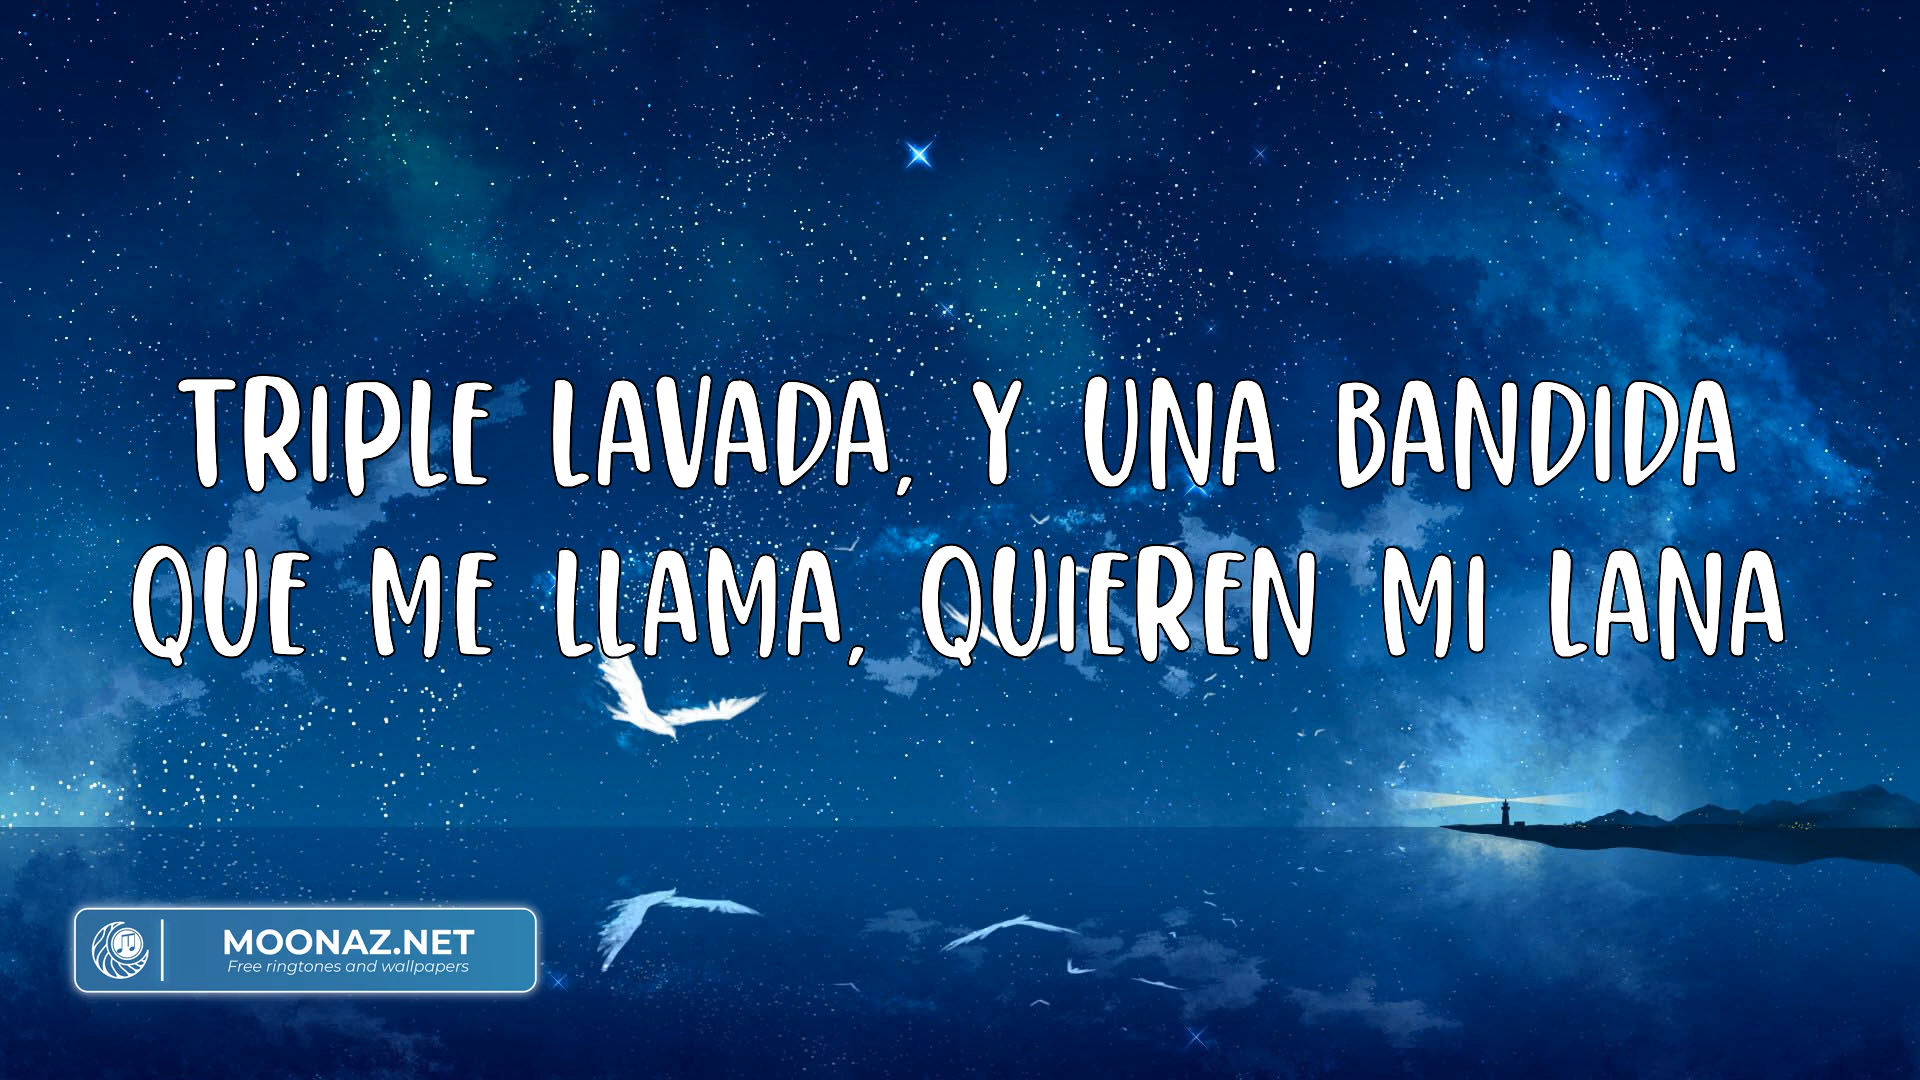 TRIPLE LAVADA, Y UNA BANDIDA
QUE ME LLAMA, QUIEREN MI LANA
MOONAZ.NET
Free ringtones and wallpapers